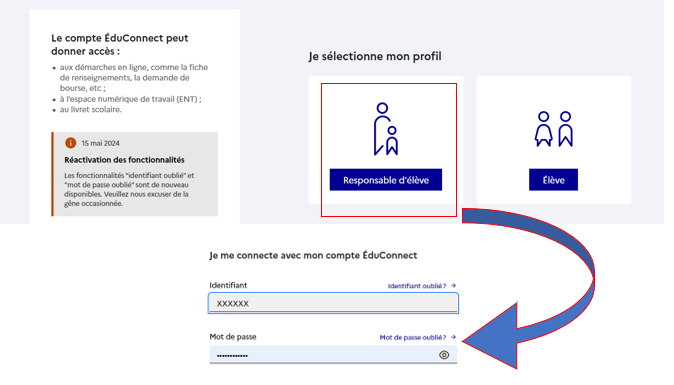 Le compte ÉduConnect peut
donner accès :
• aux démarches en ligne, comme la fiche
de renseignements, la demande de
bourse, etc ;
• à l'espace numérique de travail (ENT) ;
• au livret scolaire.
15 mai 2024
Réactivation des fonctionnalités
Les fonctionnalités "identifiant oublié" et
"mot de passe oublié" sont de nouveau
disponibles. Veuillez nous excuser de la
gêne occasionnée.
Je sélectionne mon profil
Responsable d'élève
Élève
Je me connecte avec mon compte ÉduConnect
Identifiant
Identifiant oublié? →
XXXXXX
Mot de passe
Mot de passe oublié? →
••••••••••••